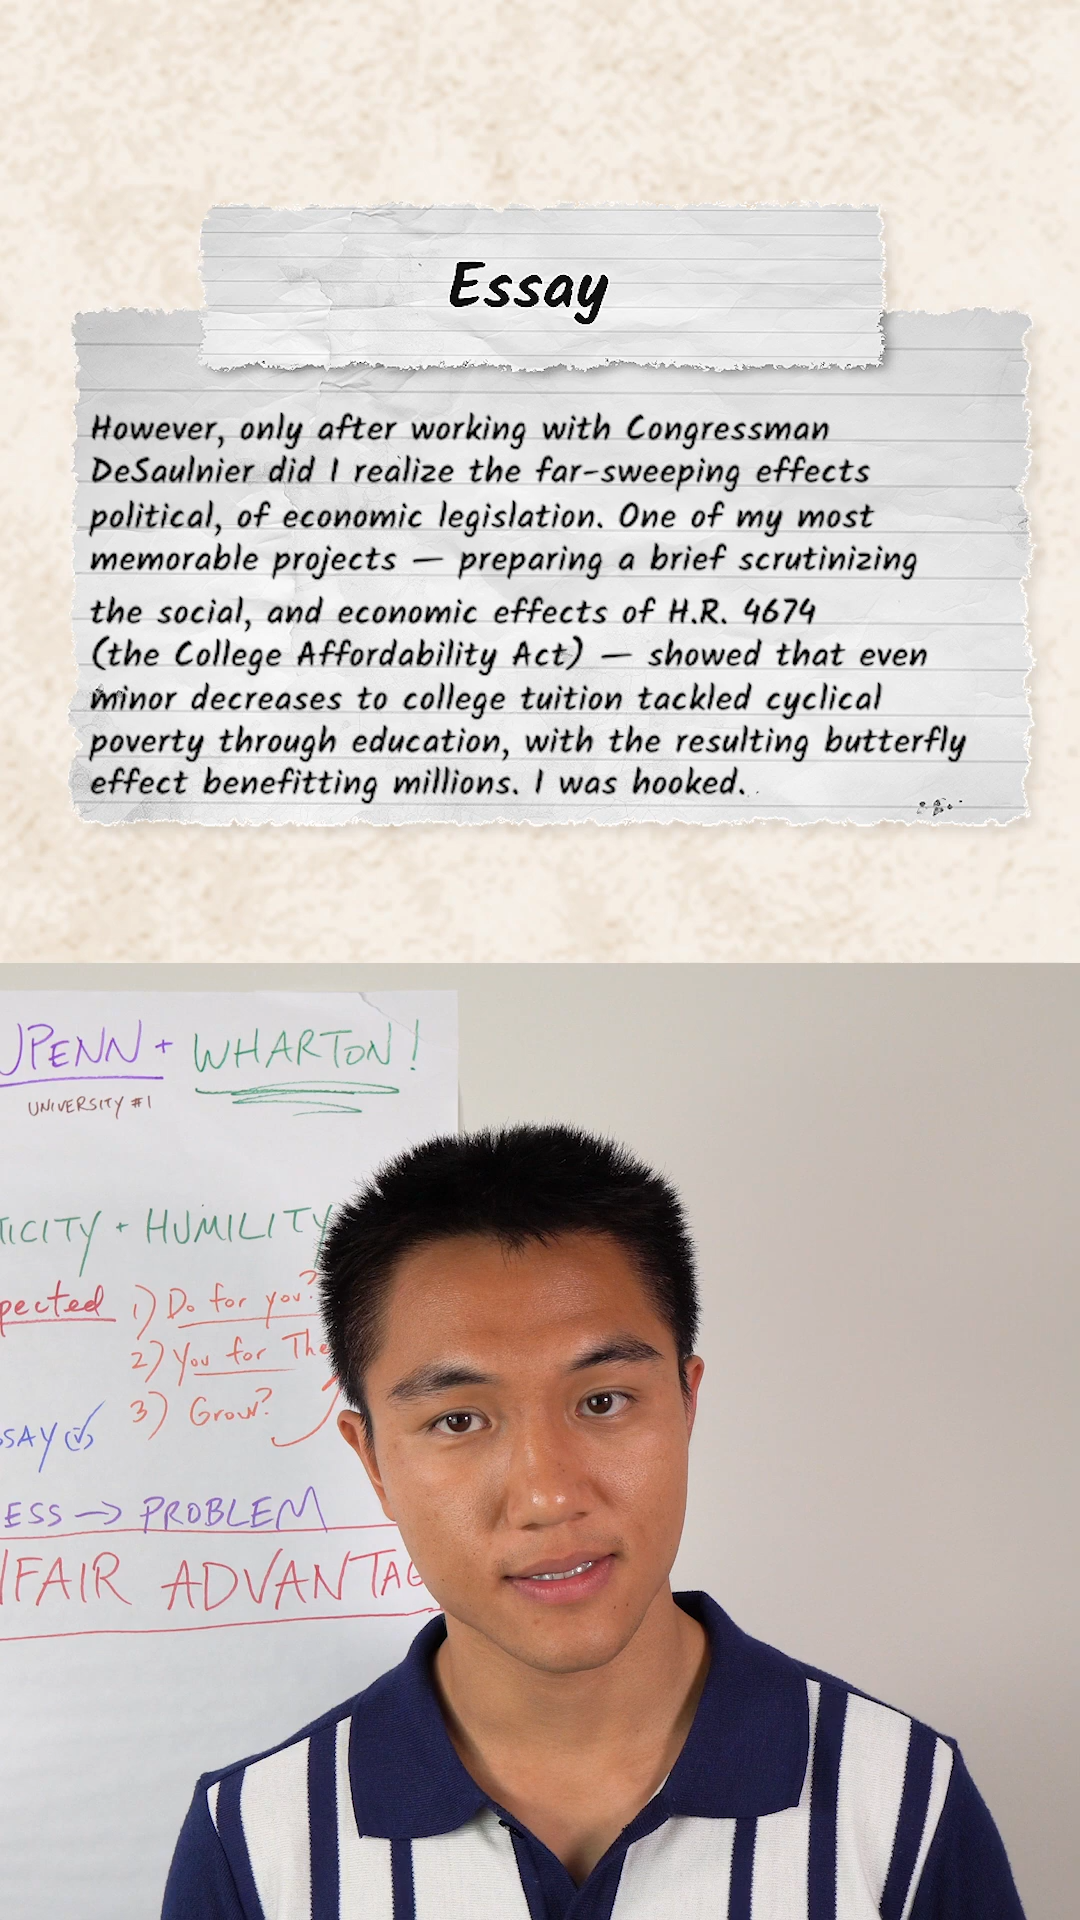 Essay
However, only after working with Congressman
DeSaulnier did I realize the far-sweeping effects
political, of economic legislation. One of my most
memorable projects — preparing a brief scrutinizing
the social, and economic effects of H.R. 4674
(the College Affordability Act) — showed that even
minor decreases to college tuition tackled cyclical
poverty through education, with the resulting butterfly
effect benefitting millions. I was hooked.
UPENN + WHARTON!
UNIVERSITY #1
TICITY + HUMILITY
pected 1) Do for you?
2) You for The
3) Grow?
SSAY
ESS → PROBLEM
FAIR ADVANTAG